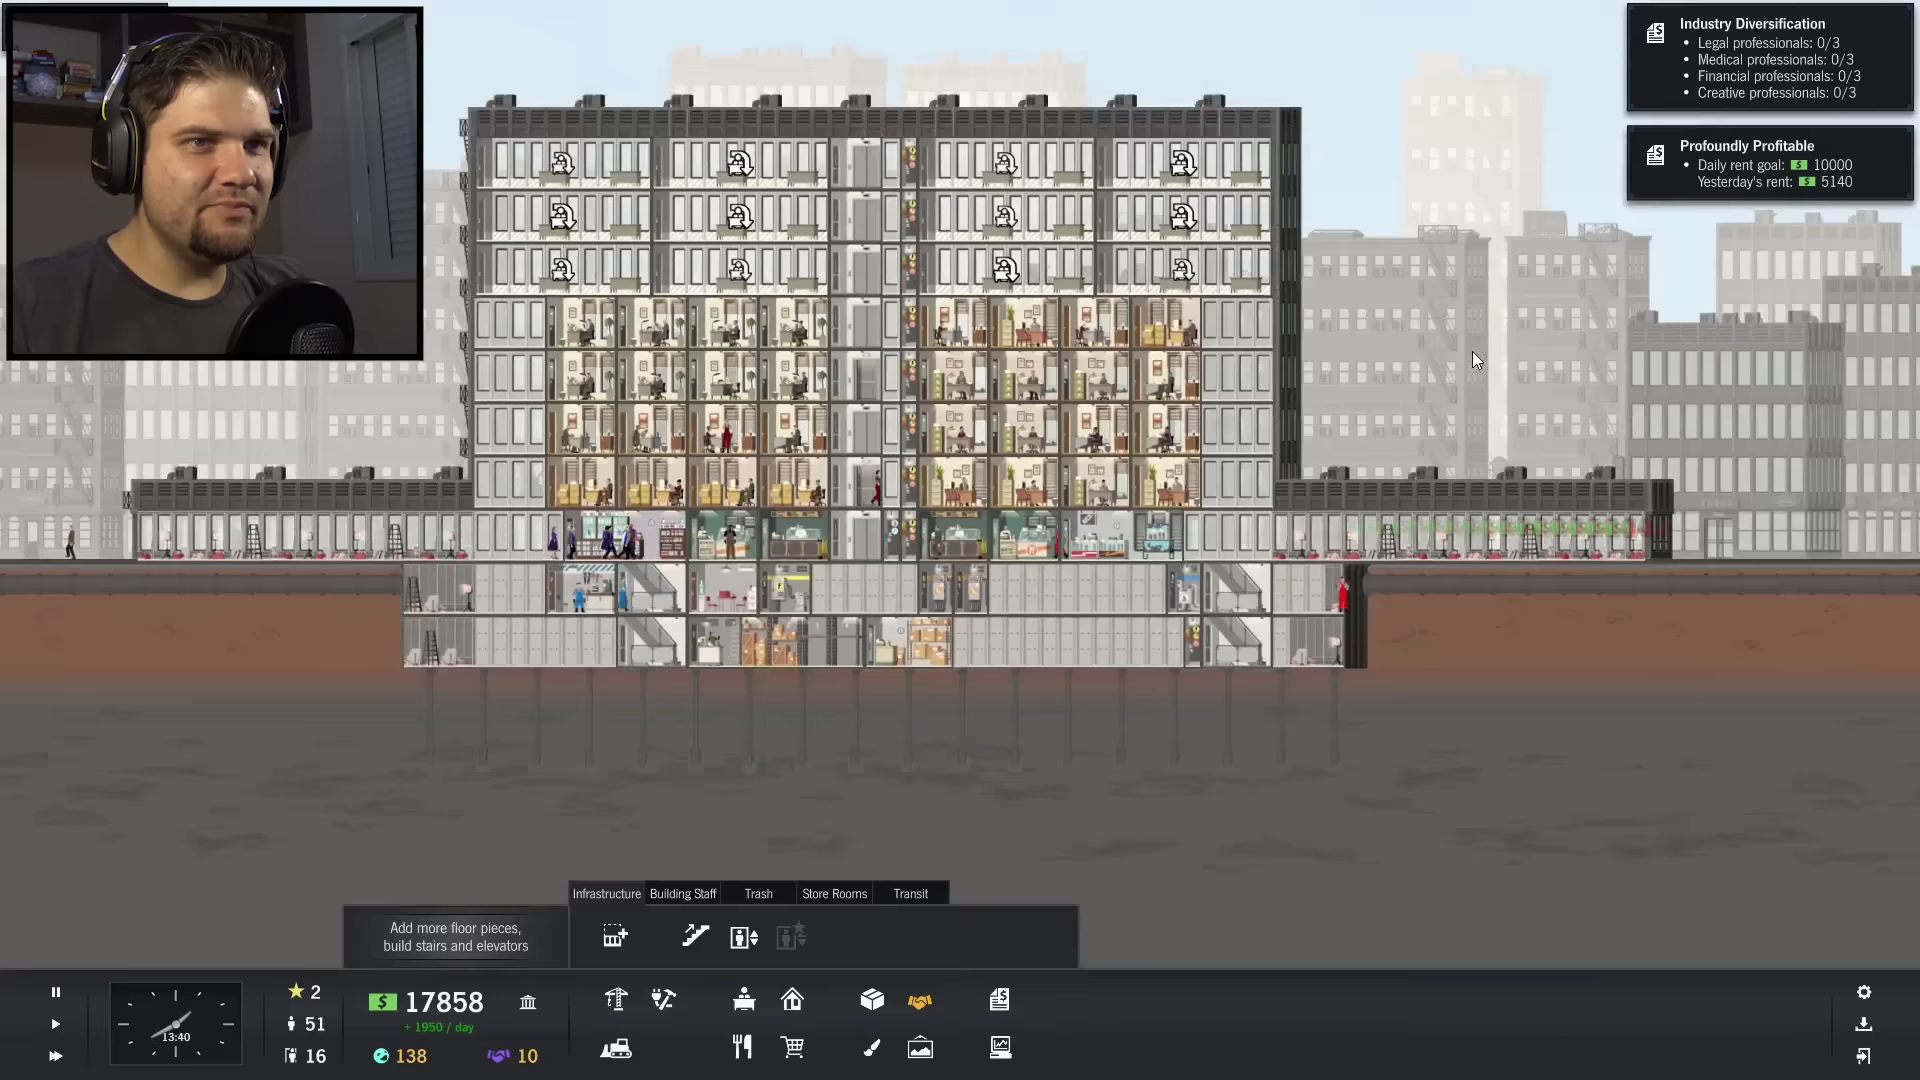 Industry Diversification
• Legal professionals: 0/3
• Medical professionals: 0/3
• Financial professionals: 0/3
• Creative professionals: 0/3
Profoundly Profitable
• Daily rent goal: $ 10000
Yesterday's rent: $ 5140
Infrastructure
Building Staff
Trash
Store Rooms
Transit
Add more floor pieces,
build stairs and elevators
13:40
2
51
16
$ 17858
+ 1950 / day
138
10